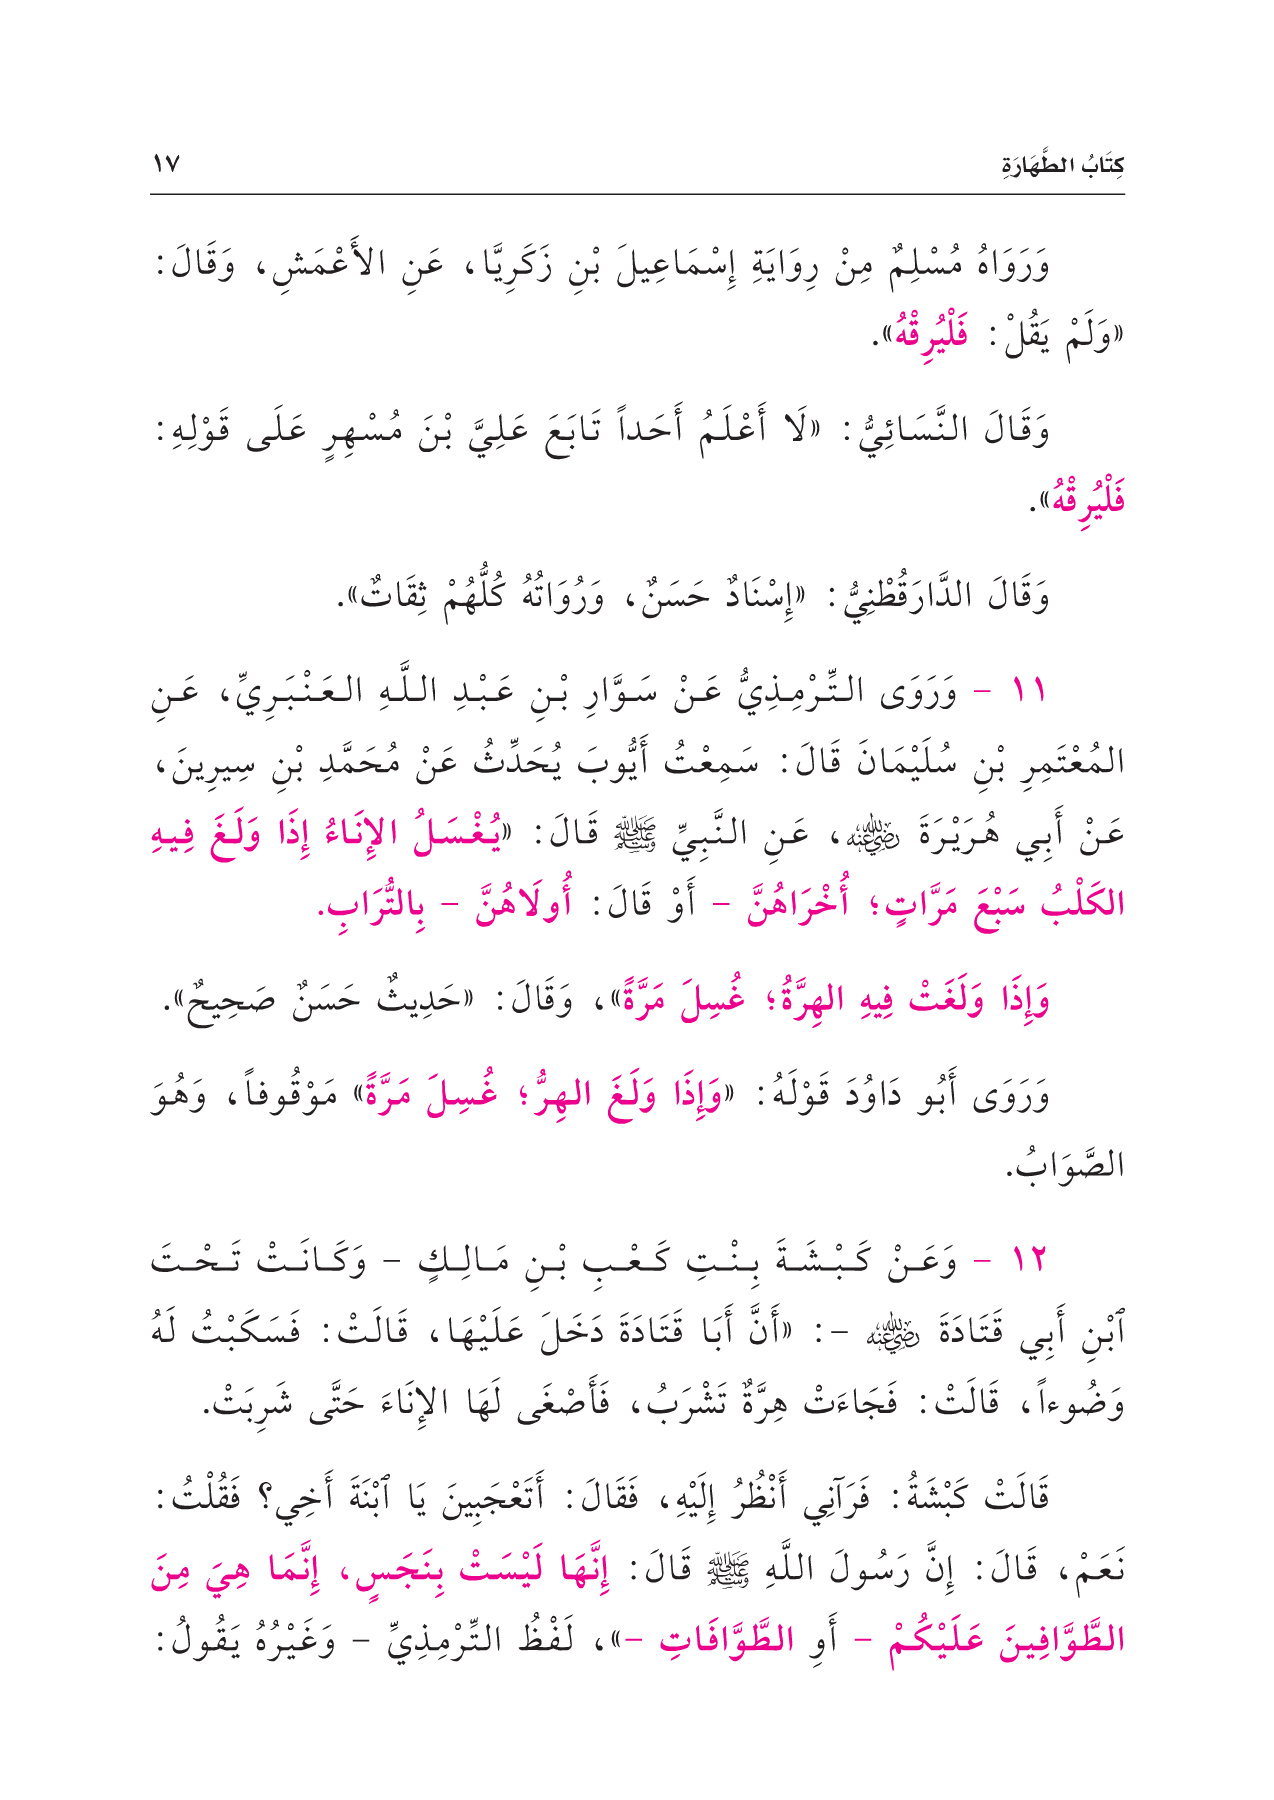 كِتَابُ الطَّهَارَةِ ١٧
وَرَوَاهُ مُسْلِمٌ مِنْ رِوَايَةِ إِسْمَاعِيلَ بْنِ زَكَرِيَّا، عَنِ الأَعْمَشِ، وَقَالَ:
«وَلَمْ يَقُلْ: فَلْيُرِقْهُ».
وَقَالَ النَّسَائِيُّ: «لَا أَعْلَمُ أَحَداً تَابَعَ عَلِيَّ بْنَ مُسْهِرٍ عَلَى قَوْلِهِ:
فَلْيُرِقْهُ».
وَقَالَ الدَّارَقُطْنِيُّ: «إِسْنَادٌ حَسَنٌ، وَرُوَاتُهُ كُلُّهُمْ ثِقَاتٌ».
١١ - وَرَوَى التِّرْمِذِيُّ عَنْ سَوَّارِ بْنِ عَبْدِ اللَّهِ العَنْبَرِيِّ، عَنِ
المُعْتَمِرِ بْنِ سُلَيْمَانَ قَالَ: سَمِعْتُ أَيُّوبَ يُحَدِّثُ عَنْ مُحَمَّدِ بْنِ سِيرِينَ،
عَنْ أَبِي هُرَيْرَةَ رضي الله عنه، عَنِ النَّبِيِّ ﷺ قَالَ: «يُغْسَلُ الإِنَاءُ إِذَا وَلَغَ فِيهِ
الكَلْبُ سَبْعَ مَرَّاتٍ؛ أُخْرَاهُنَّ - أَوْ قَالَ: أُولَاهُنَّ - بِالتُّرَابِ.
وَإِذَا وَلَغَتْ فِيهِ الهِرَّةُ؛ غُسِلَ مَرَّةً»، وَقَالَ: «حَدِيثٌ حَسَنٌ صَحِيحٌ».
وَرَوَى أَبُو دَاوُدَ قَوْلَهُ: «وَإِذَا وَلَغَ الهِرُّ؛ غُسِلَ مَرَّةً» مَوْقُوفاً، وَهُوَ
الصَّوَابُ.
١٢ - وَعَنْ كَبْشَةَ بِنْتِ كَعْبِ بْنِ مَالِكٍ - وَكَانَتْ تَحْتَ
ٱبْنِ أَبِي قَتَادَةَ رضي الله عنه -: «أَنَّ أَبَا قَتَادَةَ دَخَلَ عَلَيْهَا، قَالَتْ: فَسَكَبْتُ لَهُ
وَضُوءاً، قَالَتْ: فَجَاءَتْ هِرَّةٌ تَشْرَبُ، فَأَصْغَى لَهَا الإِنَاءَ حَتَّى شَرِبَتْ.
قَالَتْ كَبْشَةُ: فَرَآنِي أَنْظُرُ إِلَيْهِ، فَقَالَ: أَتَعْجَبِينَ يَا ٱبْنَةَ أَخِي؟ فَقُلْتُ:
نَعَمْ، قَالَ: إِنَّ رَسُولَ اللَّهِ ﷺ قَالَ: إِنَّهَا لَيْسَتْ بِنَجَسٍ، إِنَّمَا هِيَ مِنَ
الطَّوَّافِينَ عَلَيْكُمْ - أَوِ الطَّوَّافَاتِ -»، لَفْظُ التِّرْمِذِيِّ - وَغَيْرُهُ يَقُولُ: